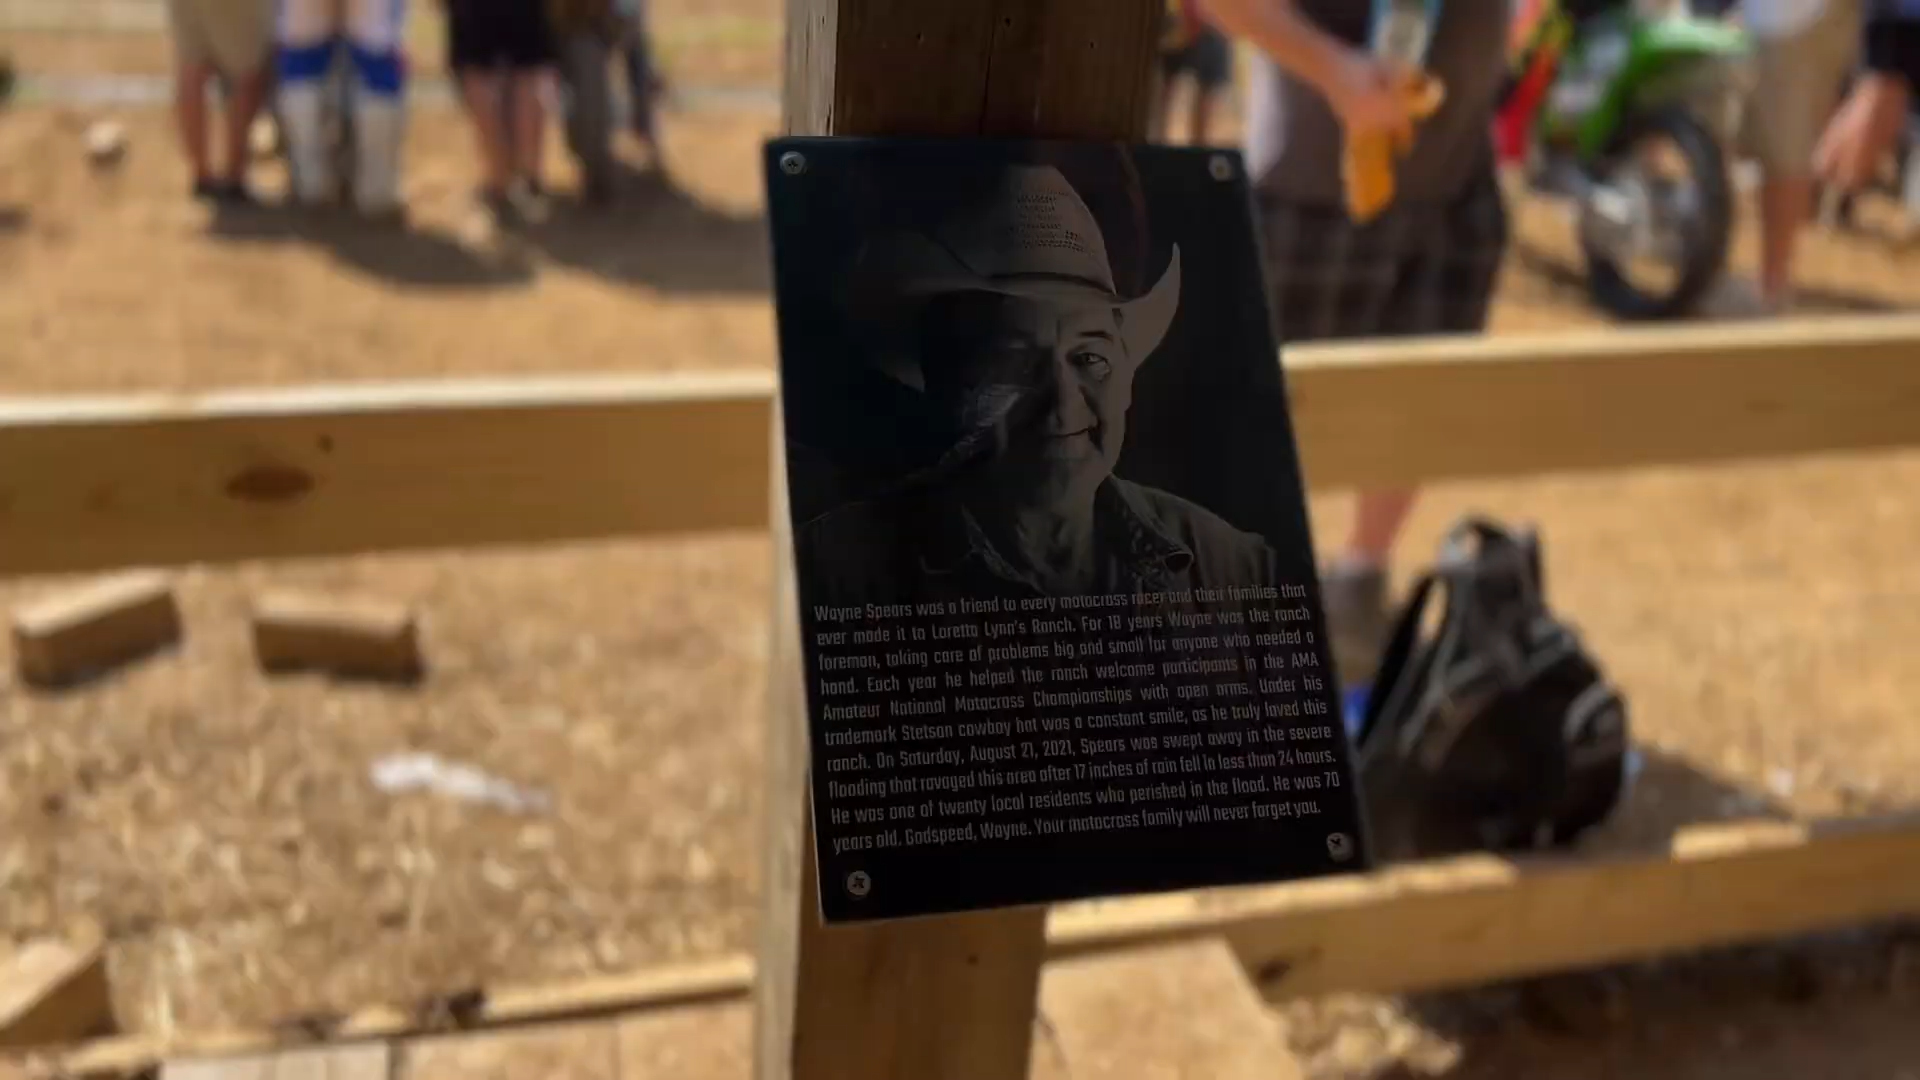 Wayne Spears was a friend to every motocross racer and their families that
ever made it to Loretta Lynn's Ranch. For 18 years Wayne was the ranch
foreman, taking care of problems big and small for anyone who needed a
hand. Each year he helped the ranch welcome participants in the AMA
Amateur National Motocross Championships with open arms. Under his
trademark Stetson cowboy hat was a constant smile, as he truly loved this
ranch. On Saturday, August 21, 2021, Spears was swept away in the severe
flooding that ravaged this area after 17 inches of rain fell in less than 24 hours.
He was one of twenty local residents who perished in the flood. He was 70
years old. Godspeed, Wayne. Your motocross family will never forget you.